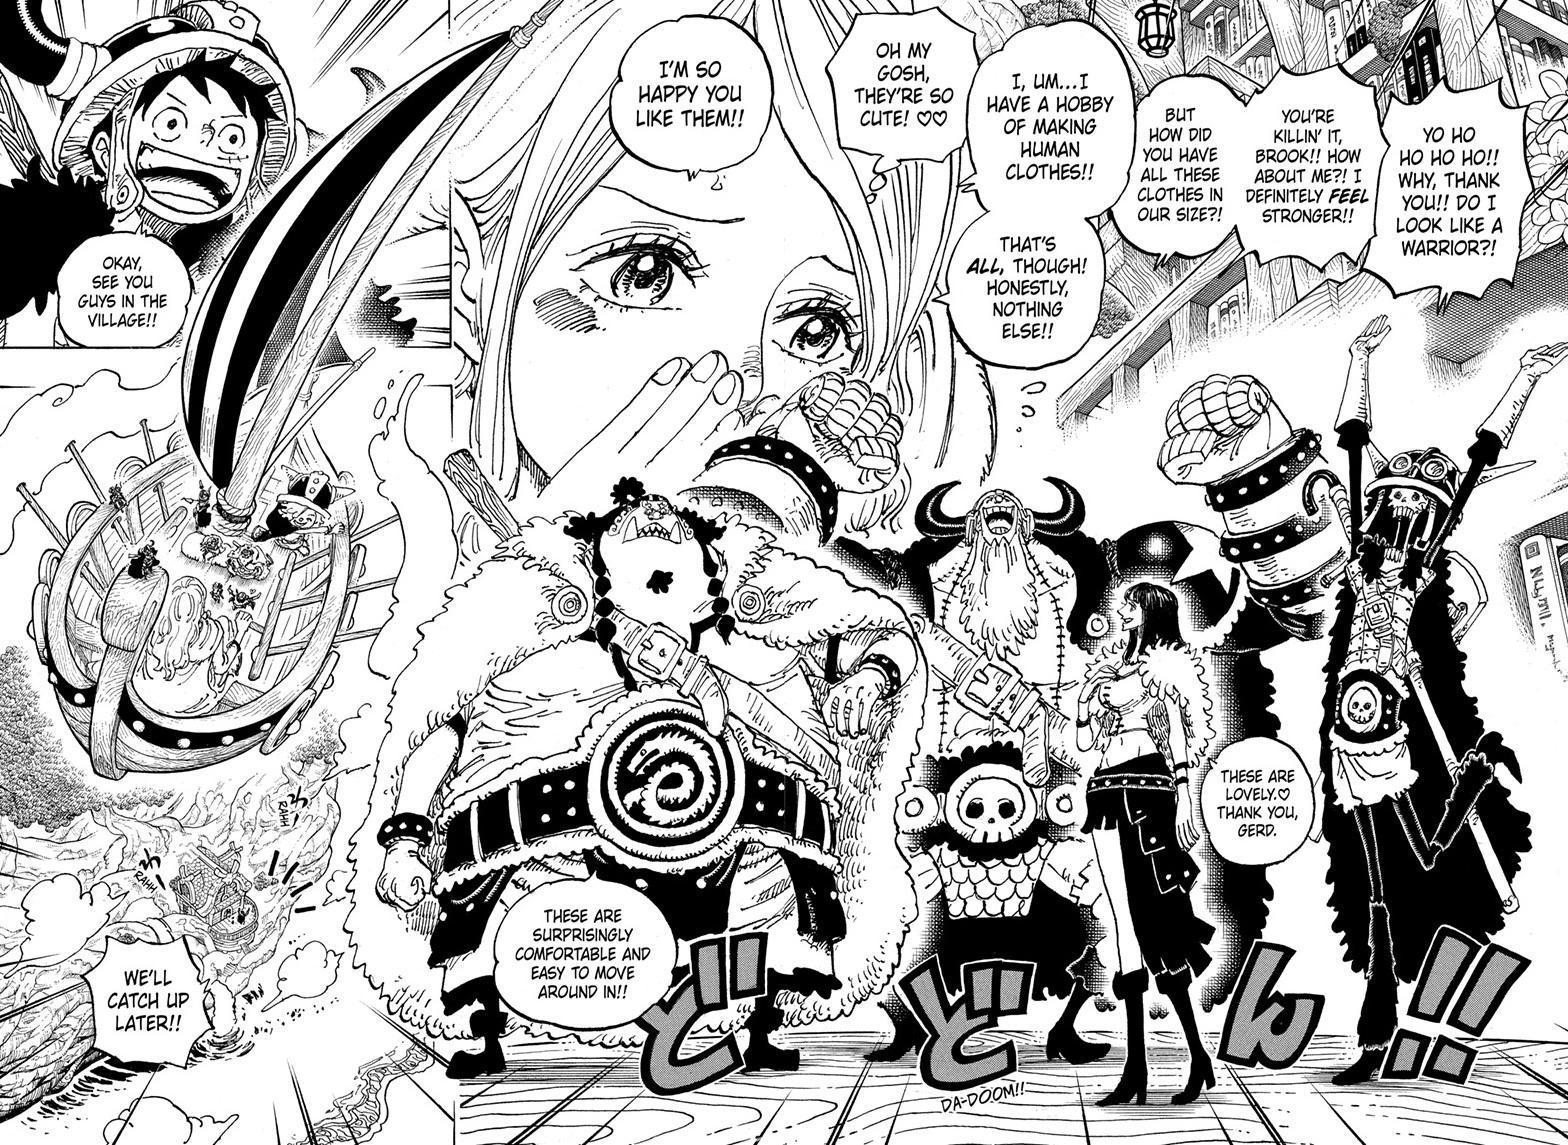 YO HO
HO HO HO!!
WHY, THANK
YOU!! DO I
LOOK LIKE A
WARRIOR?!
YOU'RE
KILLIN' IT,
BROOK!! HOW
ABOUT ME?! I
DEFINITELY FEEL
STRONGER!!
BUT
HOW DID
YOU HAVE
ALL THESE
CLOTHES IN
OUR SIZE?!
I, UM...I
HAVE A HOBBY
OF MAKING
HUMAN
CLOTHES!!
THAT'S
ALL, THOUGH!
HONESTLY,
NOTHING
ELSE!!
OH MY
GOSH,
THEY'RE SO
CUTE! ♡♡
I'M SO
HAPPY YOU
LIKE THEM!!
THESE ARE
LOVELY.♡
THANK YOU,
GERD.
THESE ARE
SURPRISINGLY
COMFORTABLE AND
EASY TO MOVE
AROUND IN!!
どどん!!
DA-DOOM!!
OKAY,
SEE YOU
GUYS IN THE
VILLAGE!!
RAHH
RAHH
WE'LL
CATCH UP
LATER!!